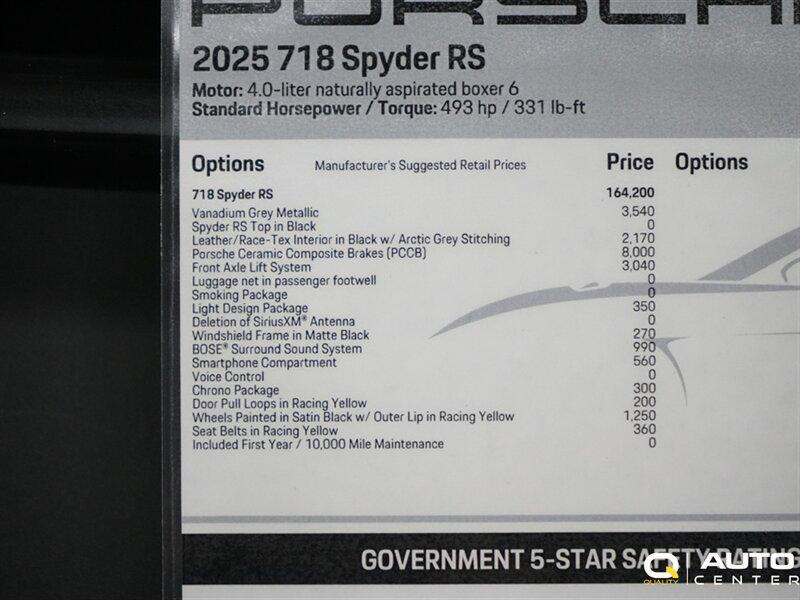 PORSCH
2025 718 Spyder RS
Motor: 4.0-liter naturally aspirated boxer 6
Standard Horsepower / Torque: 493 hp / 331 lb-ft
Options Manufacturer's Suggested Retail Prices Price Options
718 Spyder RS 164,200
Vanadium Grey Metallic 3,540
Spyder RS Top in Black 0
Leather/Race-Tex Interior in Black w/ Arctic Grey Stitching 2,170
Porsche Ceramic Composite Brakes (PCCB) 8,000
Front Axle Lift System 3,040
Luggage net in passenger footwell 0
Smoking Package 0
Light Design Package 350
Deletion of SiriusXM® Antenna 0
Windshield Frame in Matte Black 270
BOSE® Surround Sound System 990
Smartphone Compartment 560
Voice Control 0
Chrono Package 300
Door Pull Loops in Racing Yellow 200
Wheels Painted in Satin Black w/ Outer Lip in Racing Yellow 1,250
Seat Belts in Racing Yellow 360
Included First Year / 10,000 Mile Maintenance 0
GOVERNMENT 5-STAR SAFETY RATING
Q AUTO
QUALITY CENTER